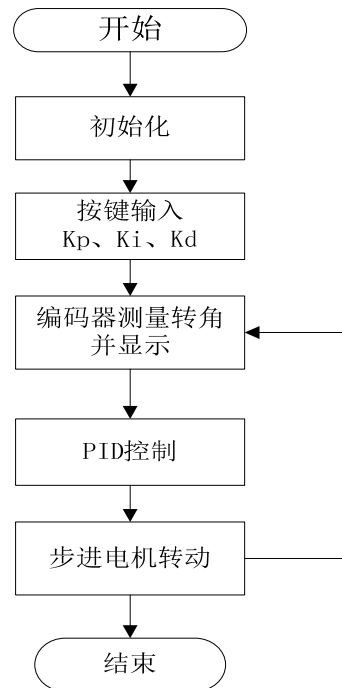 开始
初始化
按键输入
Kp、Ki、Kd
编码器测量转角
并显示
PID控制
步进电机转动
结束